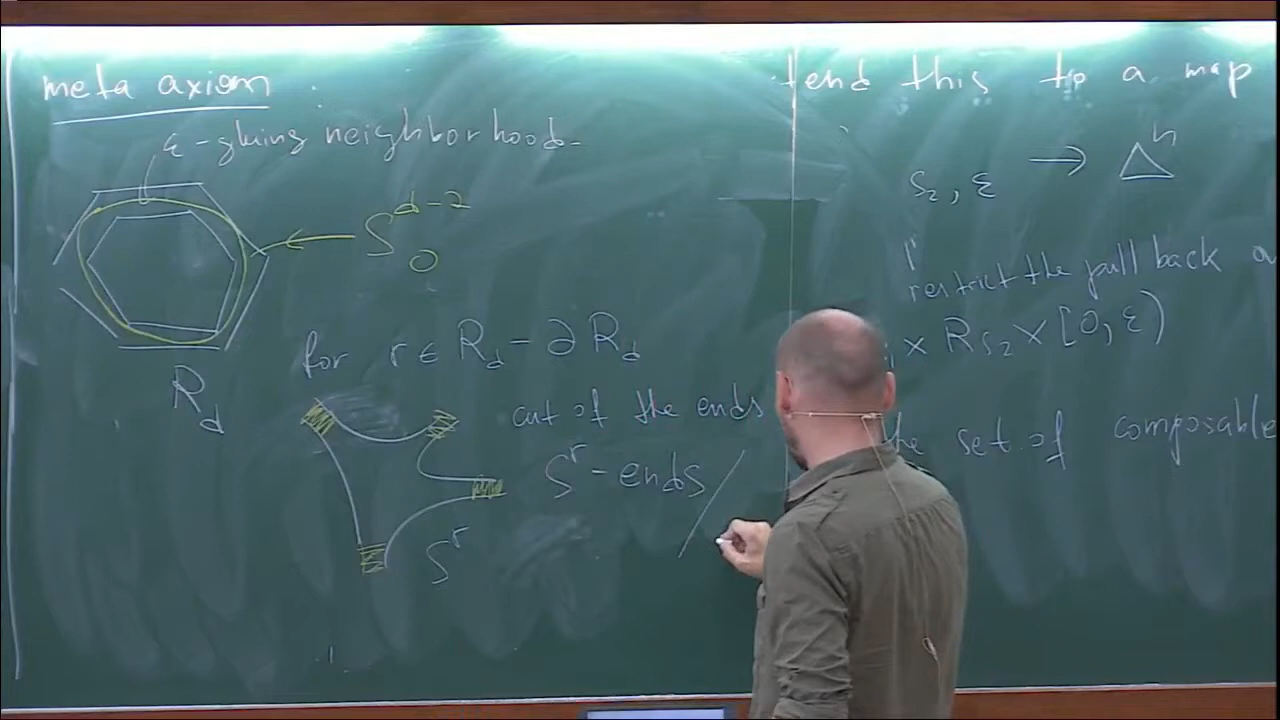 meta axiom :
ε-gluing neighborhood
S₀^{d-2}
R_d
for r ∈ R_d - ∂R_d
cut of the ends
S^r - ends /
S^r
tend this to a map
S₂, ε → Δⁿ
restrict the pull back
× R_{S₂} × [0, ε)
the set of composable